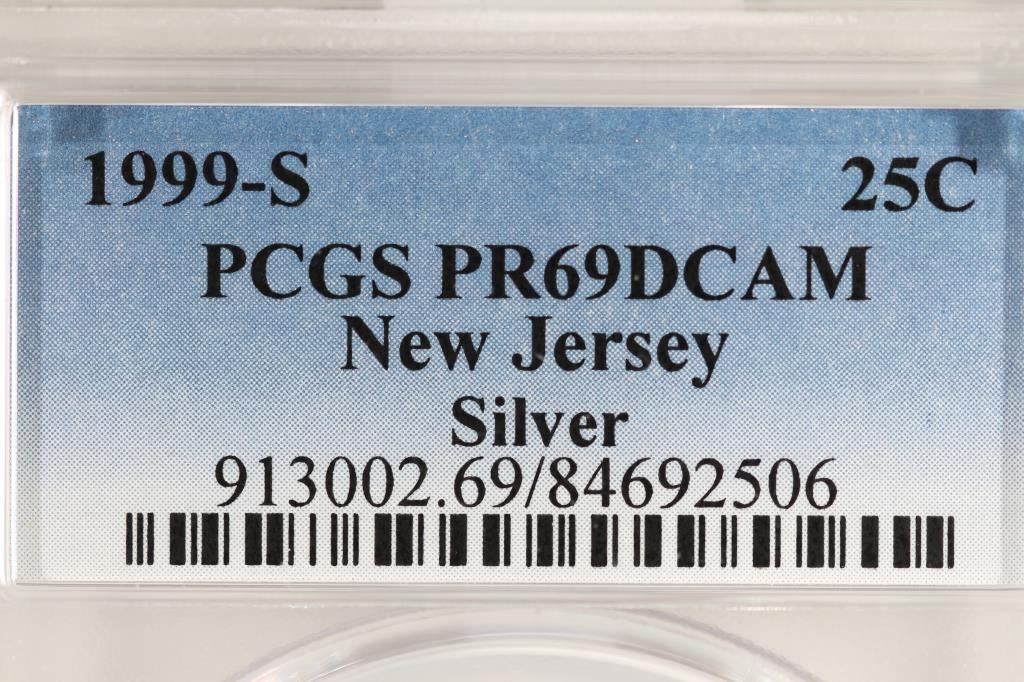 1999-S 25C
PCGS PR69DCAM
New Jersey
Silver
913002.69/84692506